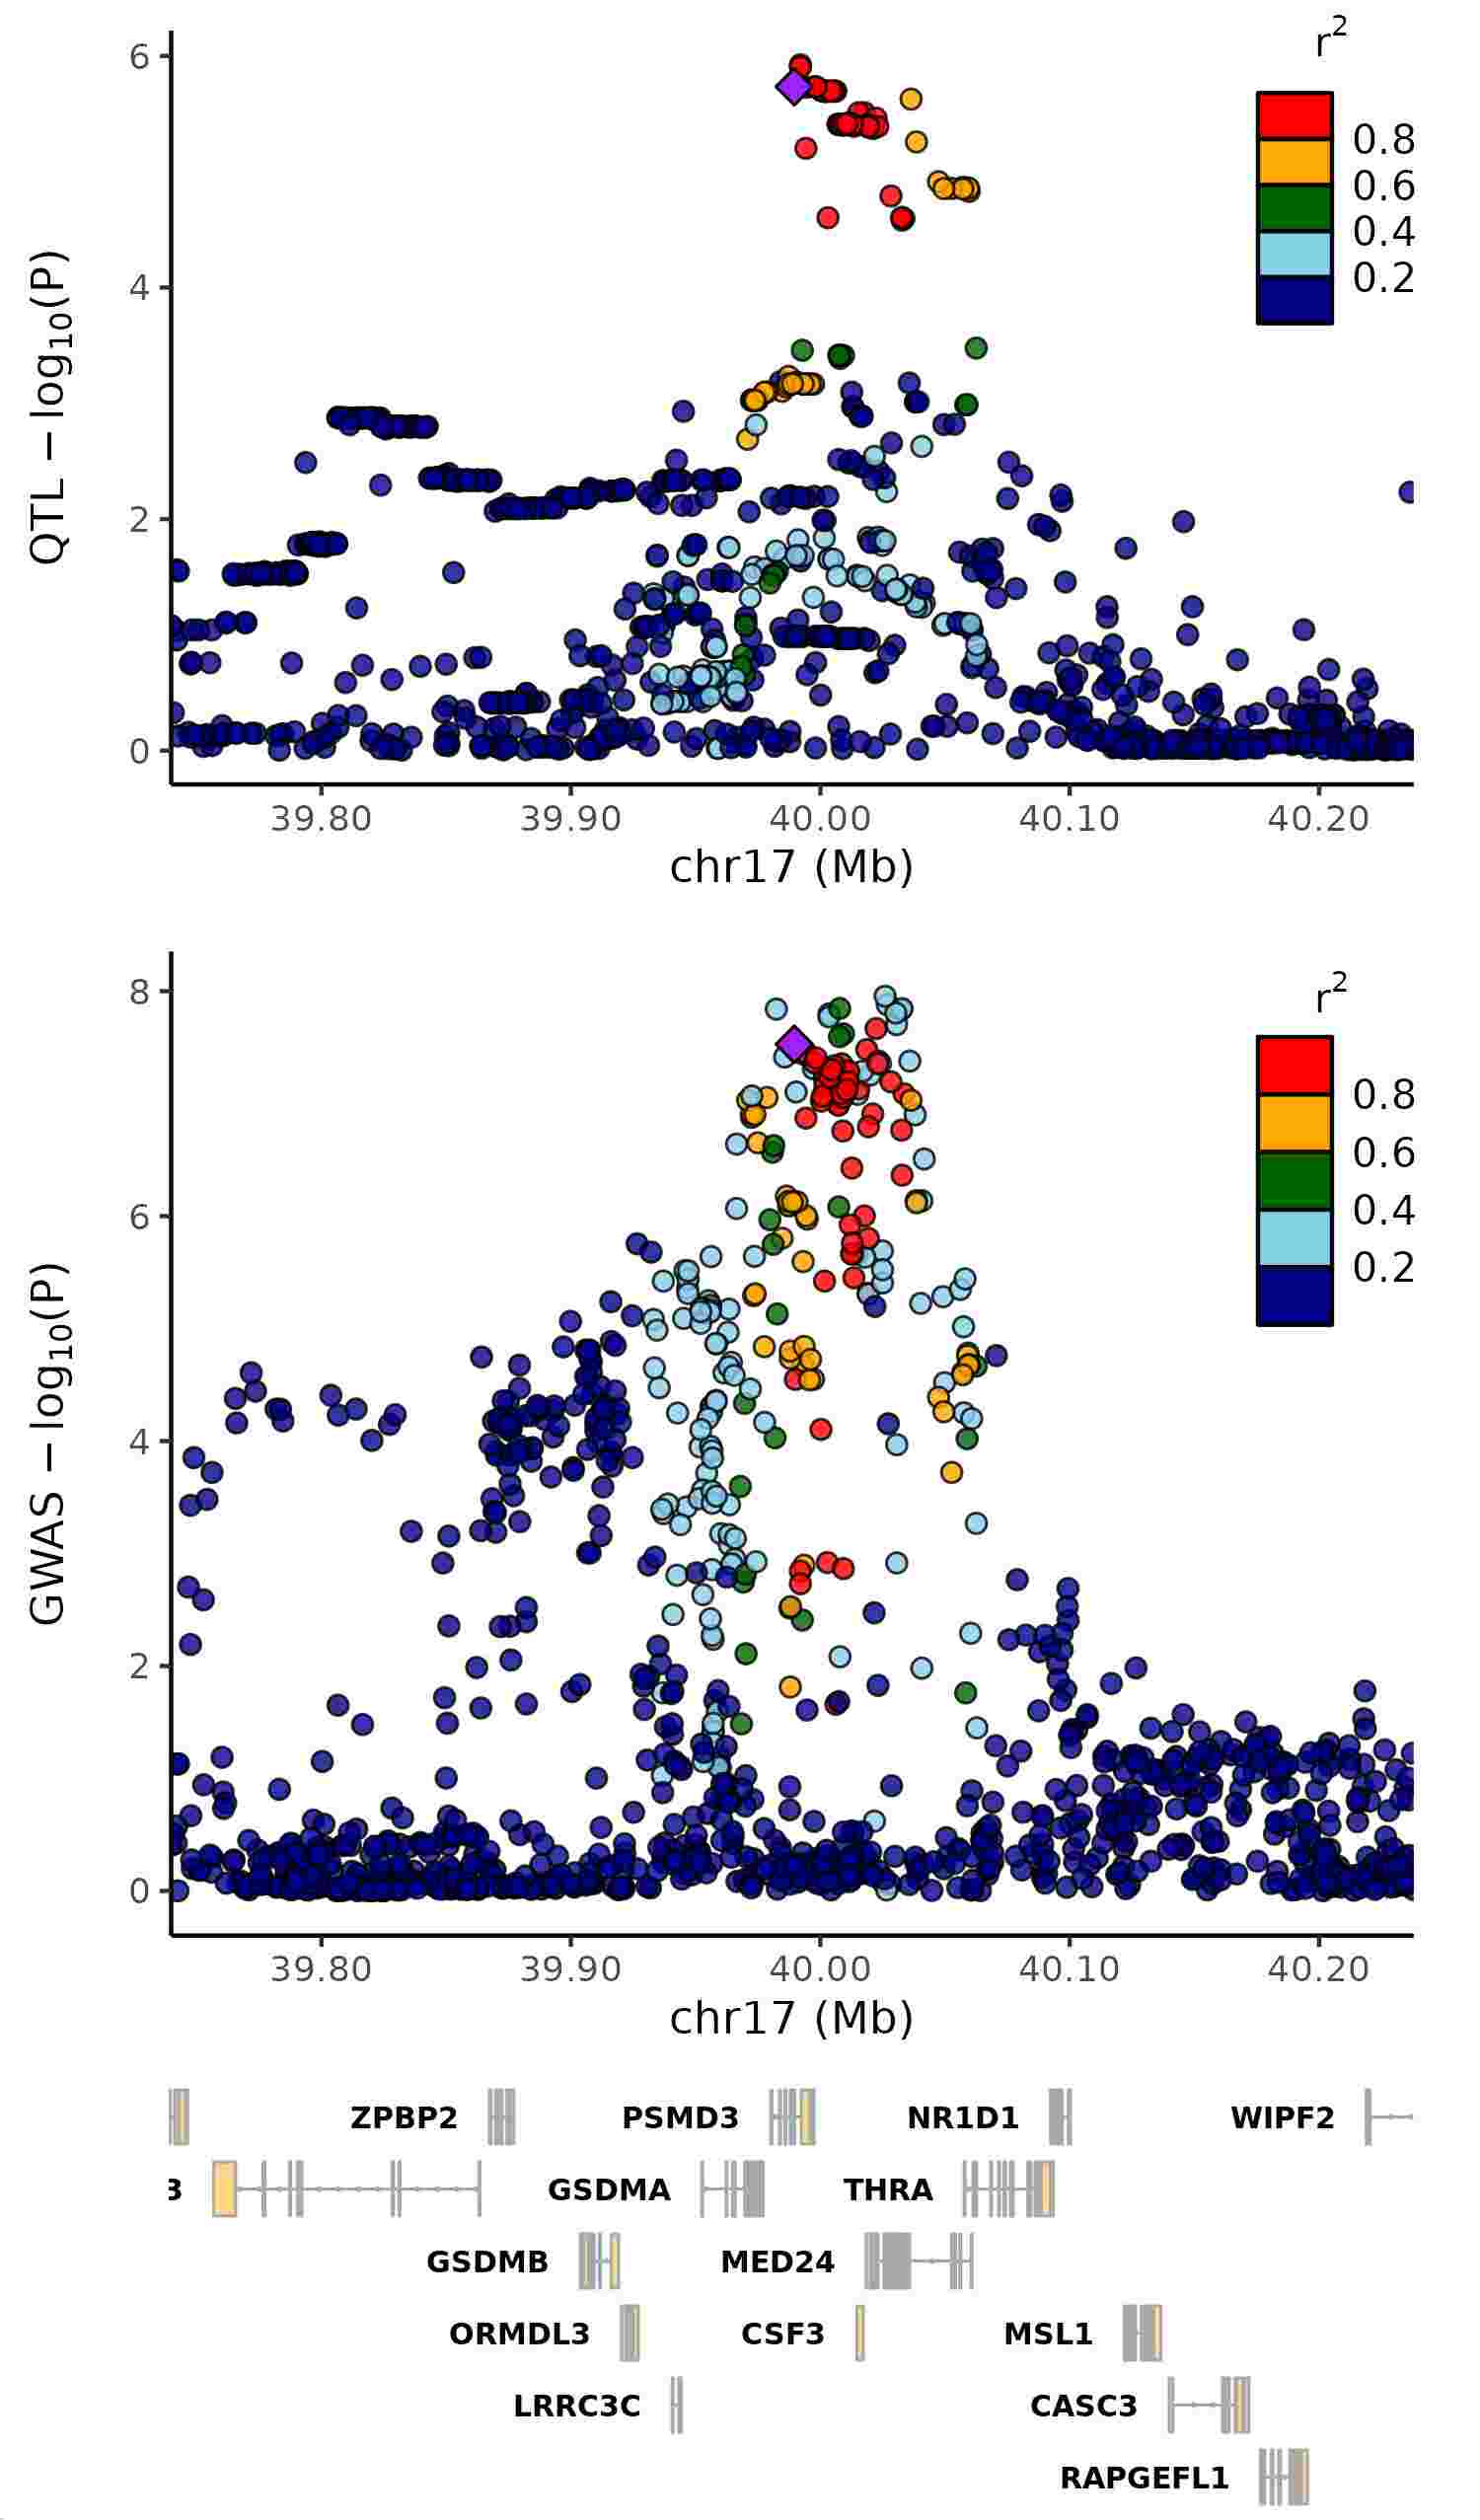 r2
6
4
2
0
0.8
0.6
0.4
0.2
QTL −log10(P)
39.80 39.90 40.00 40.10 40.20
chr17 (Mb)
r2
8
6
4
2
0
0.8
0.6
0.4
0.2
GWAS −log10(P)
39.80 39.90 40.00 40.10 40.20
chr17 (Mb)
ZPBP2 PSMD3 NR1D1 WIPF2
3 GSDMA THRA
GSDMB MED24
ORMDL3 CSF3 MSL1
LRRC3C CASC3
RAPGEFL1